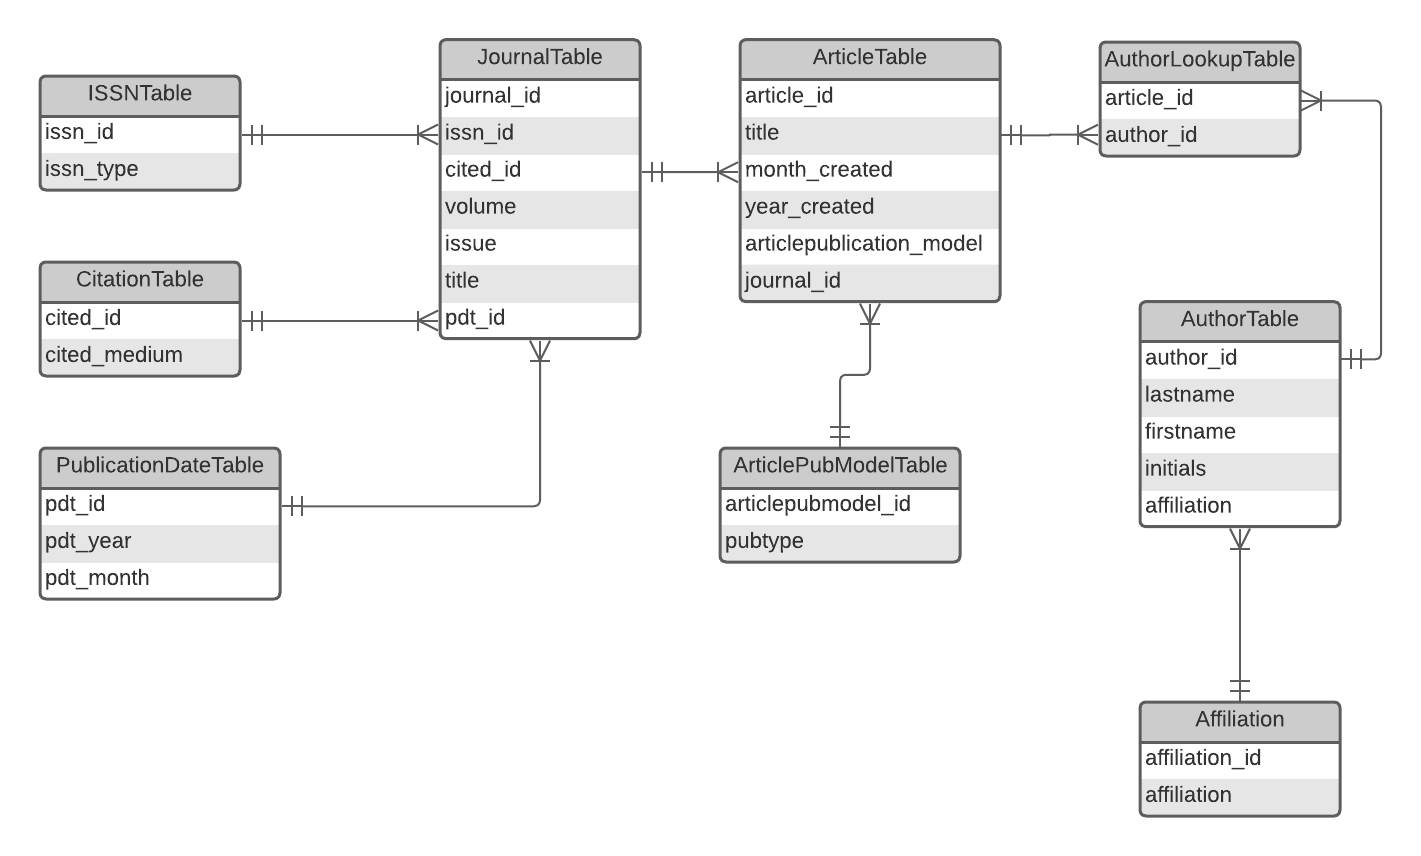 ISSNTable
issn_id
issn_type
CitationTable
cited_id
cited_medium
PublicationDateTable
pdt_id
pdt_year
pdt_month
JournalTable
journal_id
issn_id
cited_id
volume
issue
title
pdt_id
ArticleTable
article_id
title
month_created
year_created
articlepublication_model
journal_id
ArticlePubModelTable
articlepubmodel_id
pubtype
AuthorLookupTable
article_id
author_id
AuthorTable
author_id
lastname
firstname
initials
affiliation
Affiliation
affiliation_id
affiliation